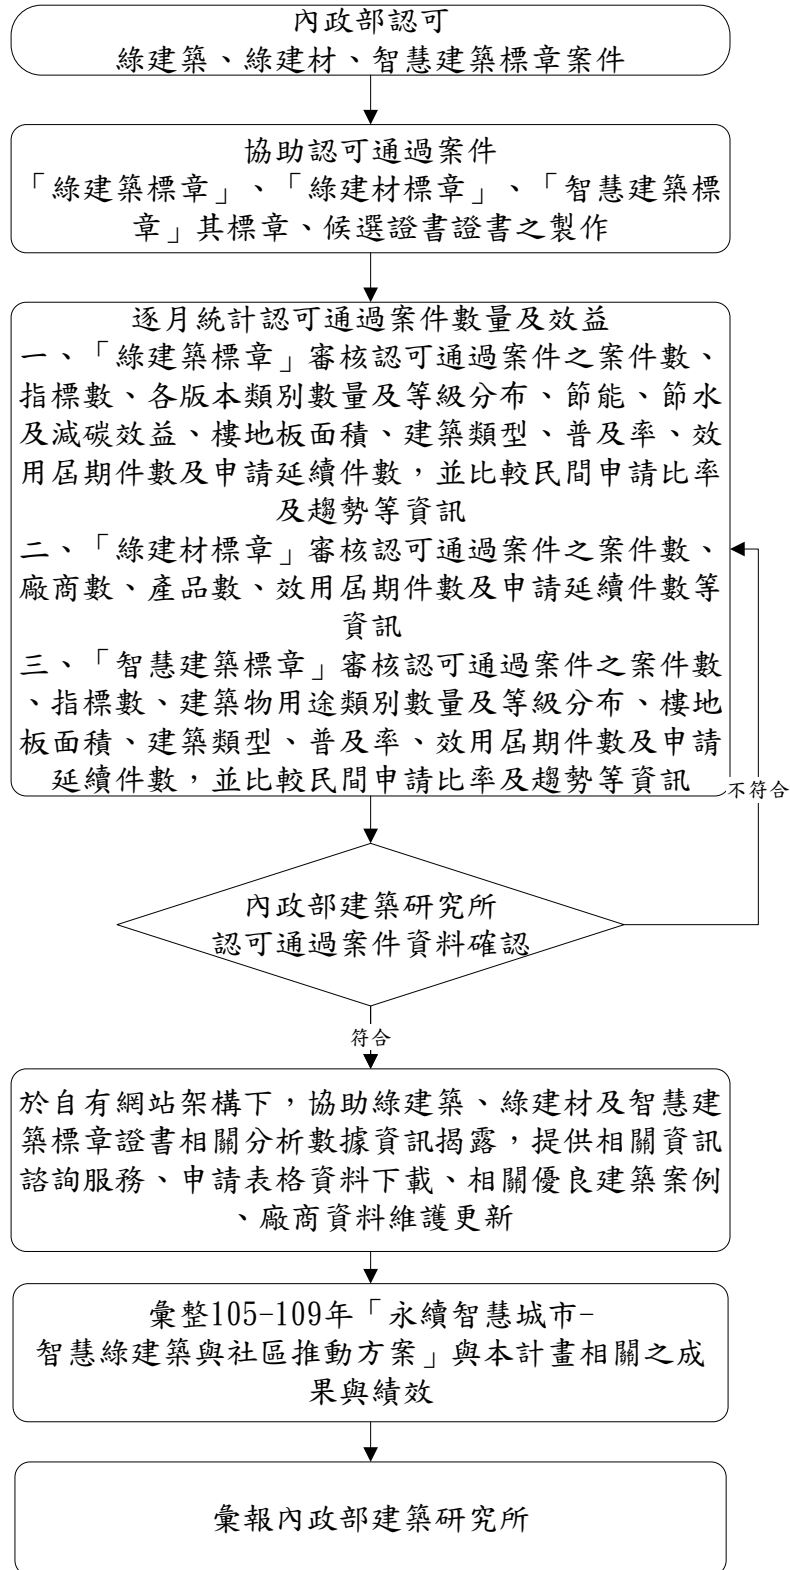 內政部認可
綠建築、綠建材、智慧建築標章案件
協助認可通過案件
「綠建築標章」、「綠建材標章」、「智慧建築標
章」其標章、候選證書證書之製作
逐月統計認可通過案件數量及效益
一、「綠建築標章」審核認可通過案件之案件數、
指標數、各版本類別數量及等級分布、節能、節水
及減碳效益、樓地板面積、建築類型、普及率、效
用屆期件數及申請延續件數，並比較民間申請比率
及趨勢等資訊
二、「綠建材標章」審核認可通過案件之案件數、
廠商數、產品數、效用屆期件數及申請延續件數等
資訊
三、「智慧建築標章」審核認可通過案件之案件數
、指標數、建築物用途類別數量及等級分布、樓地
板面積、建築類型、普及率、效用屆期件數及申請
延續件數，並比較民間申請比率及趨勢等資訊
不符合
內政部建築研究所
認可通過案件資料確認
符合
於自有網站架構下，協助綠建築、綠建材及智慧建
築標章證書相關分析數據資訊揭露，提供相關資訊
諮詢服務、申請表格資料下載、相關優良建築案例
、廠商資料維護更新
彙整105-109年「永續智慧城市-
智慧綠建築與社區推動方案」與本計畫相關之成
果與績效
彙報內政部建築研究所